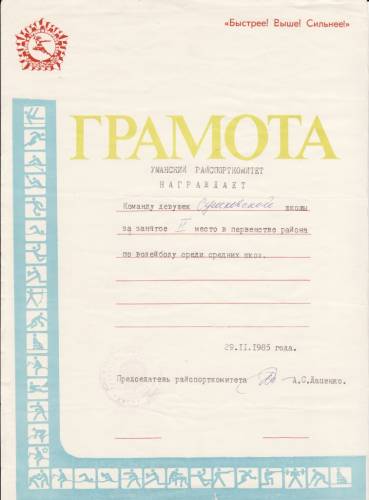 «Быстрее! Выше! Сильнее!»
ГРАМОТА
УМАНСКИЙ РАЙСПОРТКОМИТЕТ
НАГРАЖДАЕТ
Команду девушек школы
за занятое II место в первенстве района
по волейболу среди средних школ.
29.II.1985 года.
Председатель райспорткомитета А.С.Лаценко.